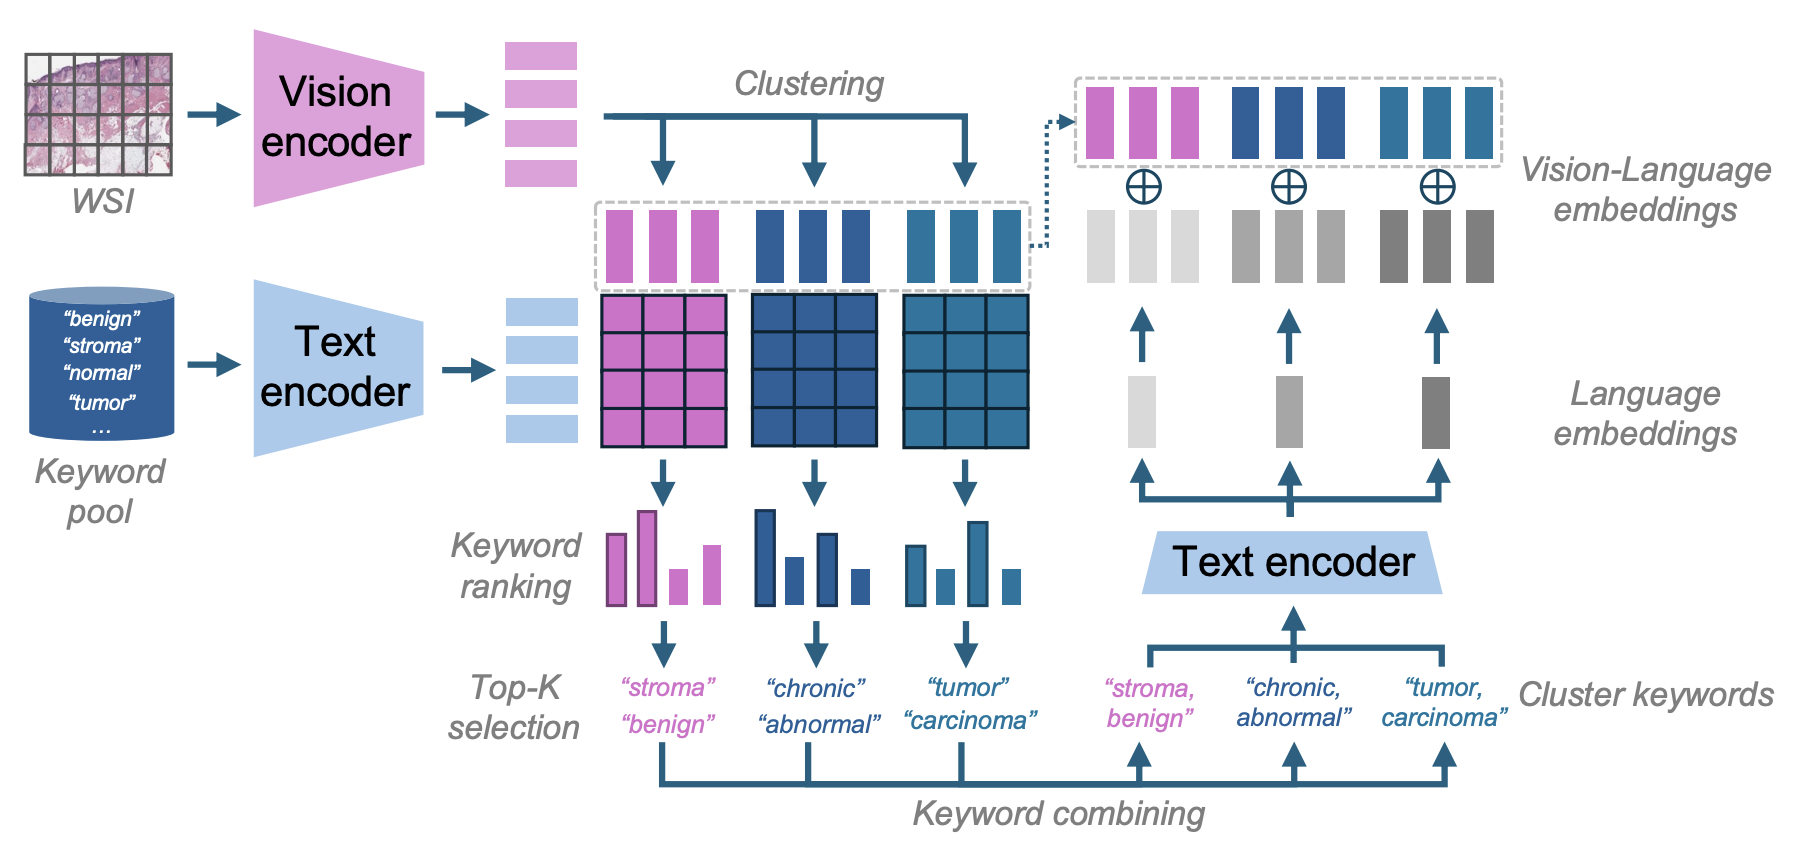 WSI
Vision
encoder
Clustering
Vision-Language
embeddings
“benign”
“stroma”
“normal”
“tumor”
...
Keyword
pool
Text
encoder
Language
embeddings
Keyword
ranking
Text encoder
Top-K
selection
“stroma”
“benign”
“chronic”
“abnormal”
“tumor”
“carcinoma”
“stroma,
benign”
“chronic,
abnormal”
“tumor,
carcinoma”
Cluster keywords
Keyword combining